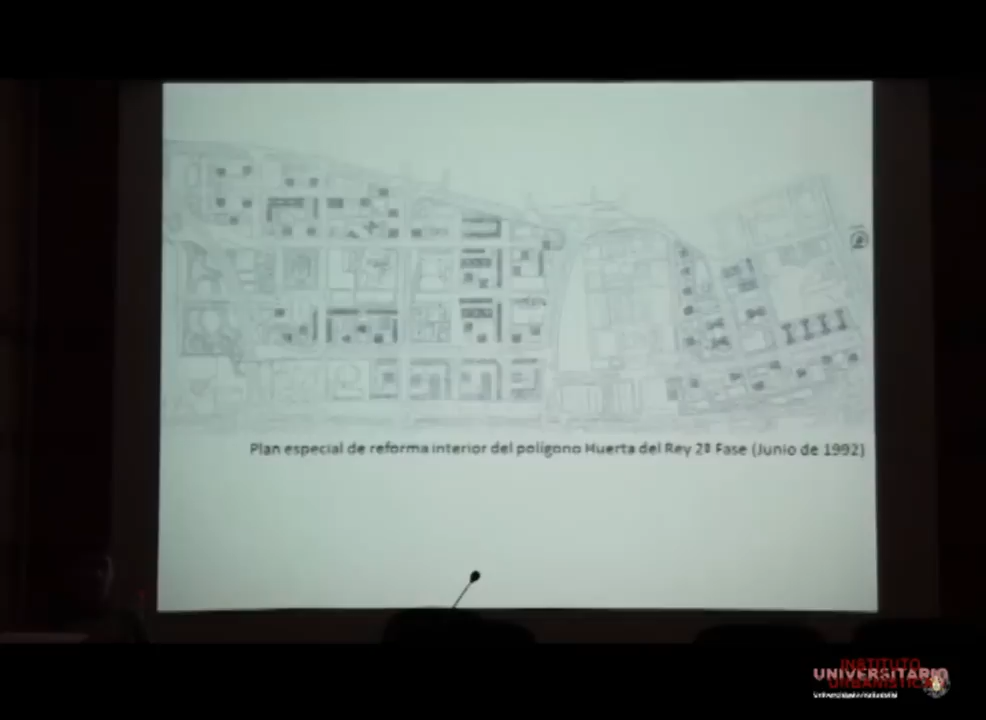 Plan especial de reforma interior del polígono Huerta del Rey 2ª Fase (Junio de 1992)
INSTITUTO
UNIVERSITARIO